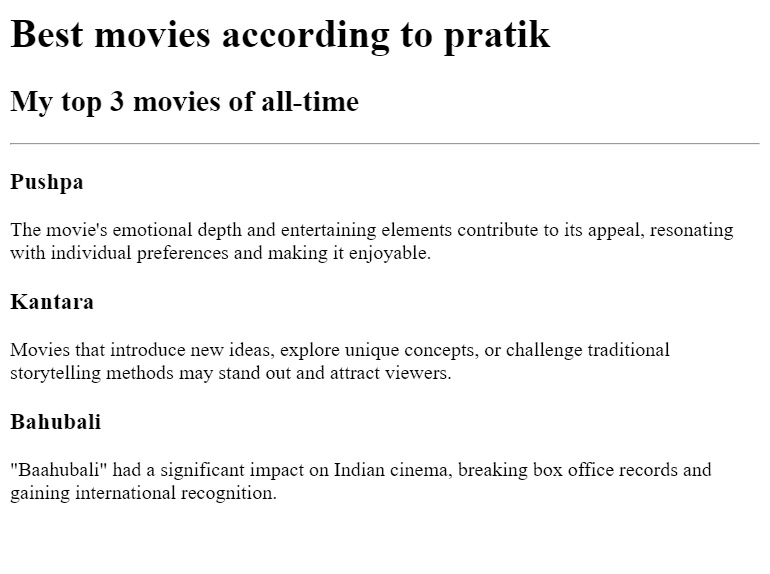 Best movies according to pratik
My top 3 movies of all-time
Pushpa
The movie's emotional depth and entertaining elements contribute to its appeal, resonating
with individual preferences and making it enjoyable.
Kantara
Movies that introduce new ideas, explore unique concepts, or challenge traditional
storytelling methods may stand out and attract viewers.
Bahubali
"Baahubali" had a significant impact on Indian cinema, breaking box office records and
gaining international recognition.